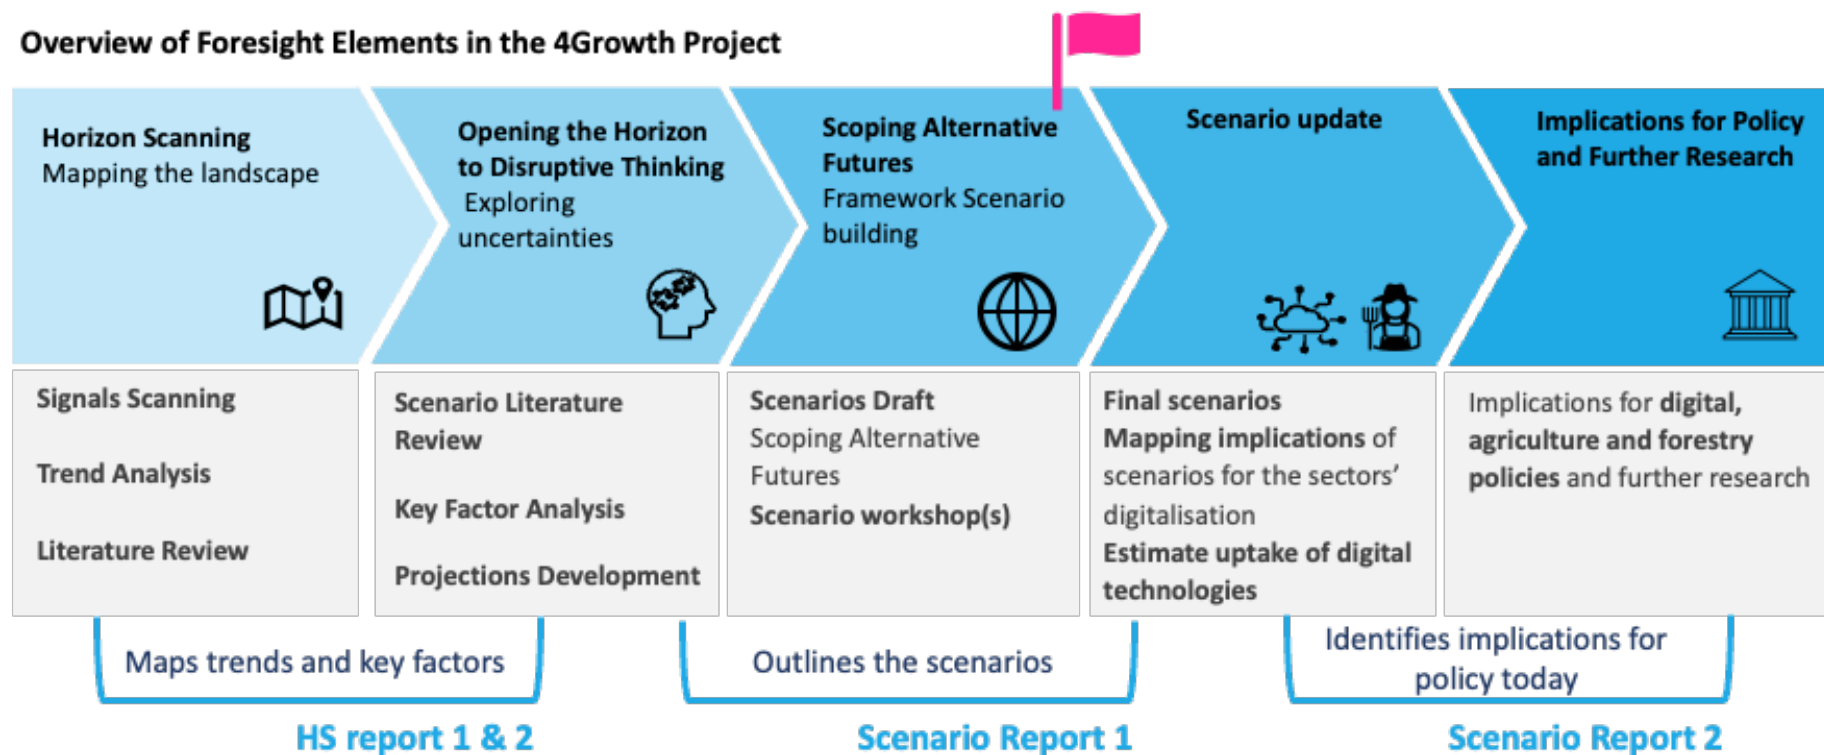 Overview of Foresight Elements in the 4Growth Project
Horizon Scanning
Mapping the landscape
Opening the Horizon
to Disruptive Thinking
Exploring
uncertainties
Scoping Alternative
Futures
Framework Scenario
building
Scenario update
Implications for Policy
and Further Research
Signals Scanning
Trend Analysis
Literature Review
Scenario Literature
Review
Key Factor Analysis
Projections Development
Scenarios Draft
Scoping Alternative
Futures
Scenario workshop(s)
Final scenarios
Mapping implications of
scenarios for the sectors’
digitalisation
Estimate uptake of digital
technologies
Implications for digital,
agriculture and forestry
policies and further research
Maps trends and key factors
Outlines the scenarios
Identifies implications for
policy today
HS report 1 & 2
Scenario Report 1
Scenario Report 2